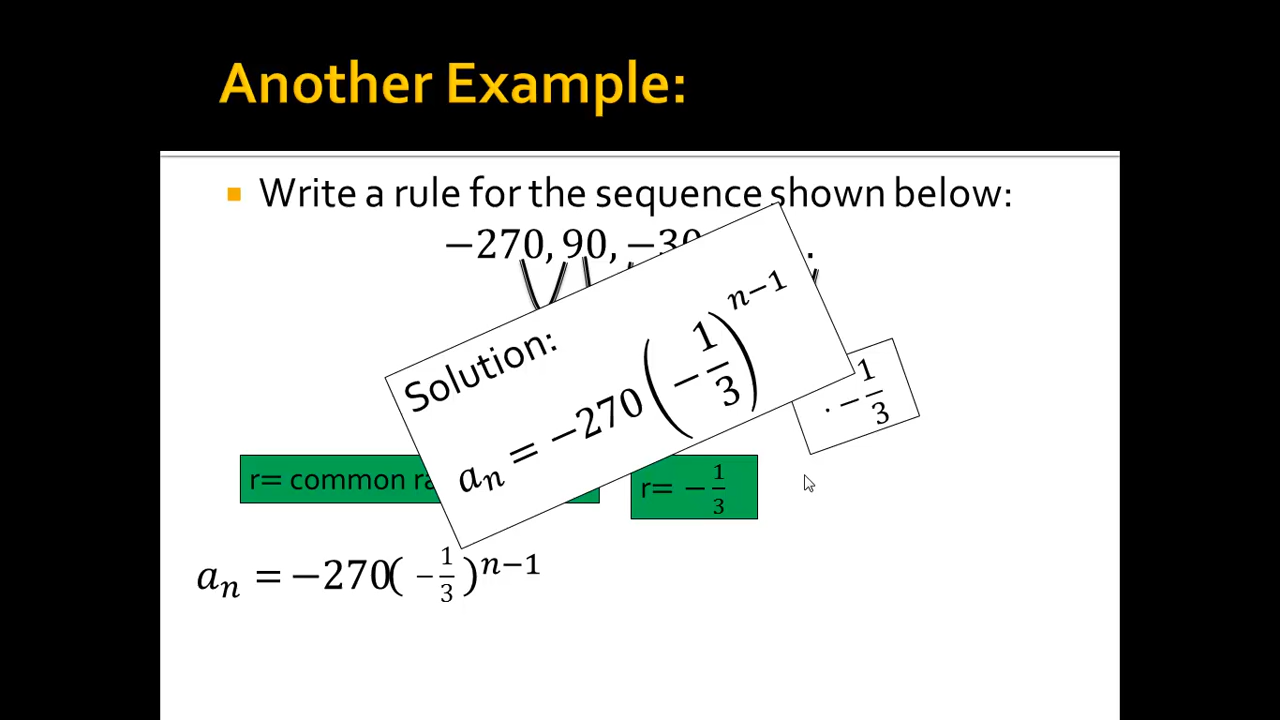 Another Example:
Write a rule for the sequence shown below:
−270, 90, −30 .
Solution:
aₙ = −270(−1/3)ⁿ⁻¹
· −1/3
r= common
r= −1/3
aₙ = −270( −1/3 )ⁿ⁻¹